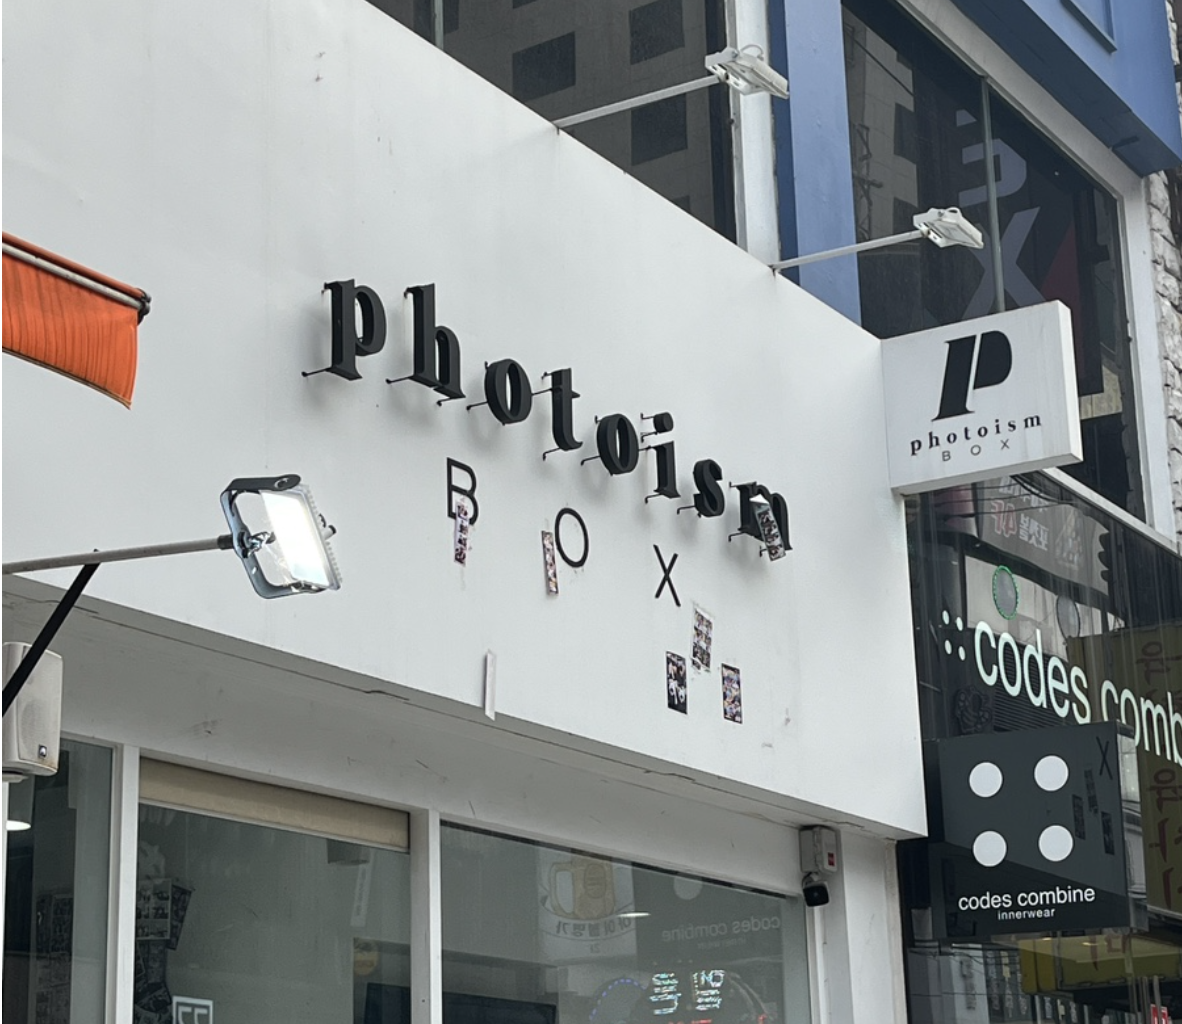 photoism
BOX
P
photoism
BOX
codes comb
codes combine
innerwear
codes combine